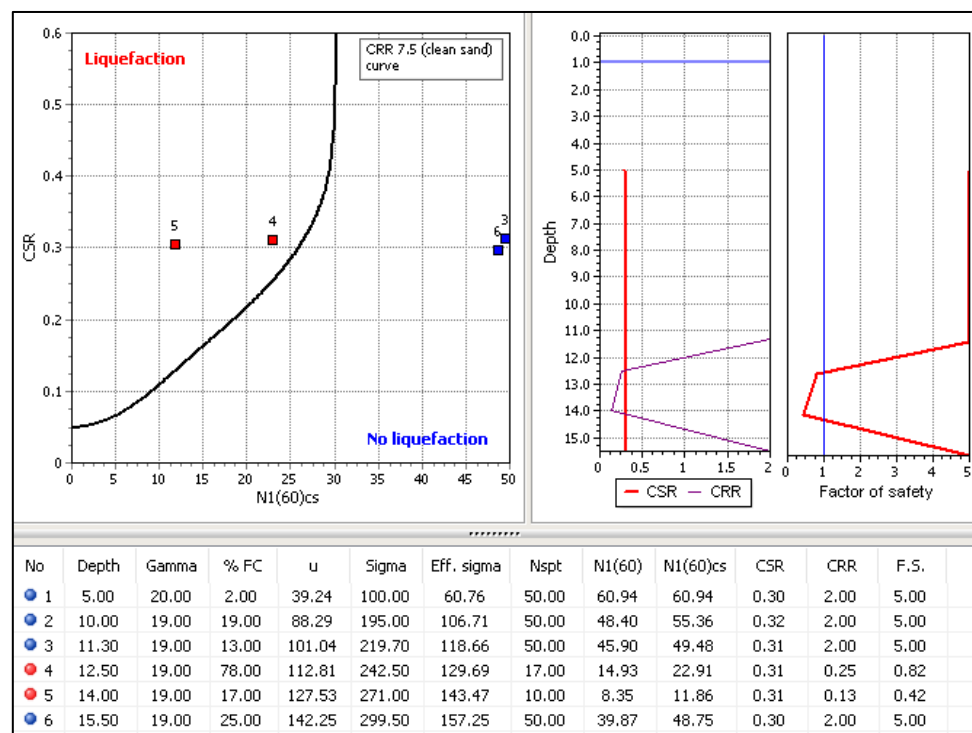 Liquefaction
CRR 7.5 (clean sand)
curve
0.6
0.5
0.4
0.3
0.2
0.1
0
CSR
5
4
3
6
No liquefaction
0 5 10 15 20 25 30 35 40 45 50
N1(60)cs
0.0
1.0
2.0
3.0
4.0
5.0
6.0
7.0
8.0
9.0
10.0
11.0
12.0
13.0
14.0
15.0
Depth
0 0.5 1 1.5 2
CSR CRR
0 1 2 3 4 5
Factor of safety
No Depth Gamma % FC u Sigma Eff. sigma Nspt N1(60) N1(60)cs CSR CRR F.S.
1 5.00 20.00 2.00 39.24 100.00 60.76 50.00 60.94 60.94 0.30 2.00 5.00
2 10.00 19.00 19.00 88.29 195.00 106.71 50.00 48.40 55.36 0.32 2.00 5.00
3 11.30 19.00 13.00 101.04 219.70 118.66 50.00 45.90 49.48 0.31 2.00 5.00
4 12.50 19.00 78.00 112.81 242.50 129.69 17.00 14.93 22.91 0.31 0.25 0.82
5 14.00 19.00 17.00 127.53 271.00 143.47 10.00 8.35 11.86 0.31 0.13 0.42
6 15.50 19.00 25.00 142.25 299.50 157.25 50.00 39.87 48.75 0.30 2.00 5.00